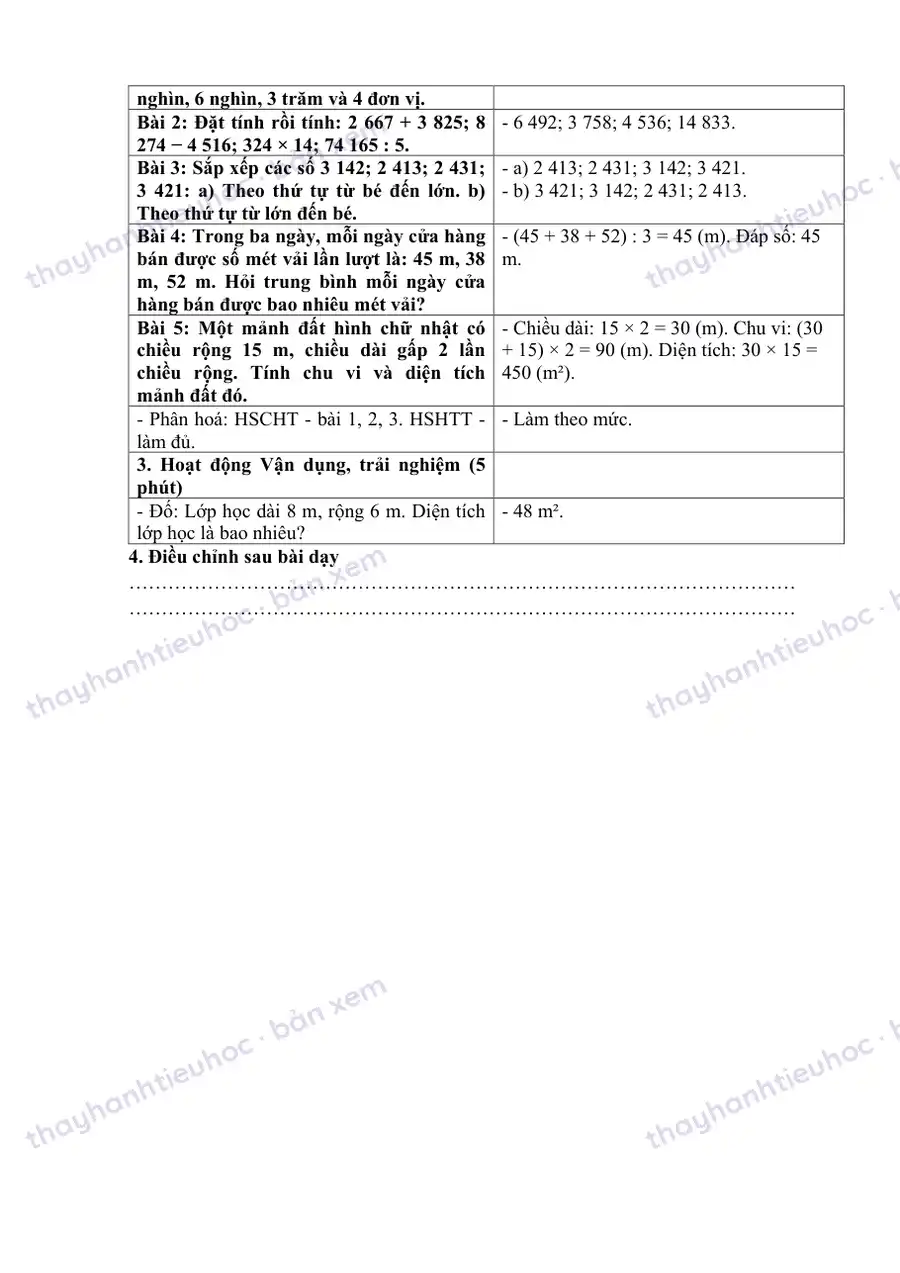 nghìn, 6 nghìn, 3 trăm và 4 đơn vị.
Bài 2: Đặt tính rồi tính: 2 667 + 3 825; 8
274 − 4 516; 324 × 14; 74 165 : 5.
- 6 492; 3 758; 4 536; 14 833.
Bài 3: Sắp xếp các số 3 142; 2 413; 2 431;
3 421: a) Theo thứ tự từ bé đến lớn. b)
Theo thứ tự từ lớn đến bé.
- a) 2 413; 2 431; 3 142; 3 421.
- b) 3 421; 3 142; 2 431; 2 413.
Bài 4: Trong ba ngày, mỗi ngày cửa hàng
bán được số mét vải lần lượt là: 45 m, 38
m, 52 m. Hỏi trung bình mỗi ngày cửa
hàng bán được bao nhiêu mét vải?
- (45 + 38 + 52) : 3 = 45 (m). Đáp số: 45
m.
Bài 5: Một mảnh đất hình chữ nhật có
chiều rộng 15 m, chiều dài gấp 2 lần
chiều rộng. Tính chu vi và diện tích
mảnh đất đó.
- Chiều dài: 15 × 2 = 30 (m). Chu vi: (30
+ 15) × 2 = 90 (m). Diện tích: 30 × 15 =
450 (m²).
- Phân hoá: HSCHT - bài 1, 2, 3. HSHTT -
làm đủ.
- Làm theo mức.
3. Hoạt động Vận dụng, trải nghiệm (5
phút)
- Đố: Lớp học dài 8 m, rộng 6 m. Diện tích
lớp học là bao nhiêu?
- 48 m².
4. Điều chỉnh sau bài dạy
thayhanhtieuhoc · bản xem
thayhanhtieuhoc · b
thayhanhtieuhoc · bản xem
thayhanhtieuhoc · b
thayhanhtieuhoc · bản xem
thayhanhtieuhoc · b